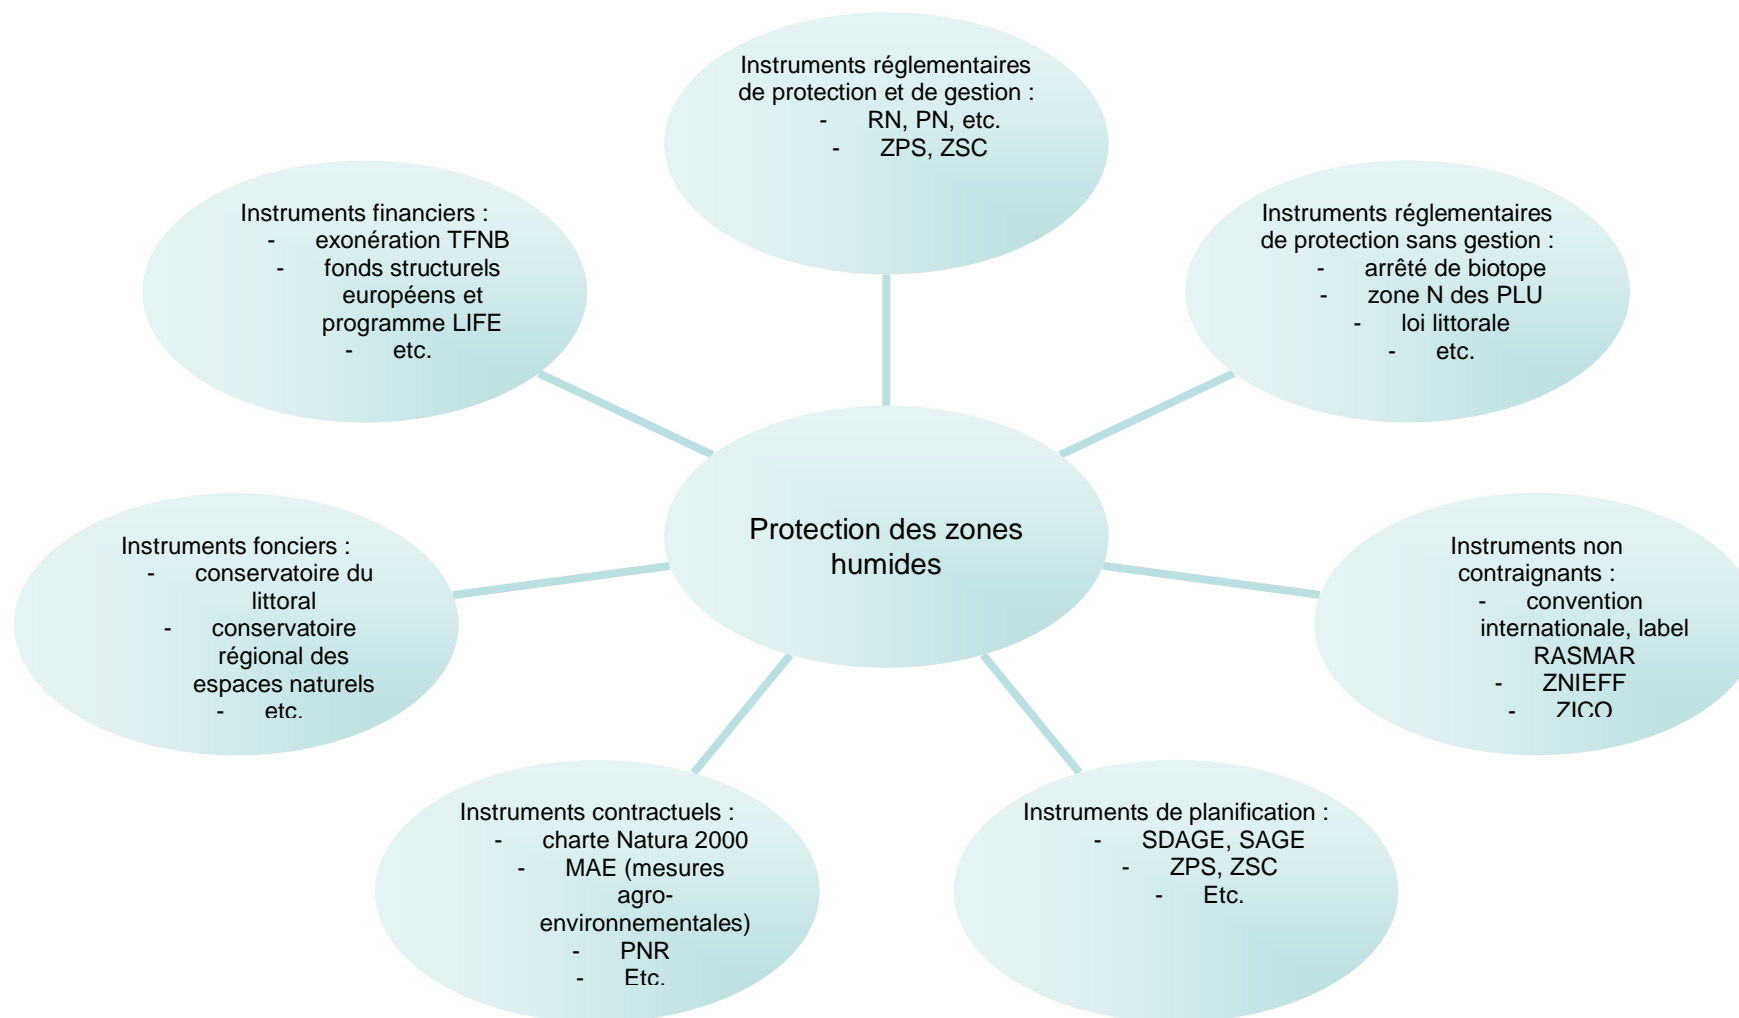 Instruments réglementaires
de protection et de gestion :
- RN, PN, etc.
- ZPS, ZSC
Instruments financiers :
- exonération TFNB
- fonds structurels
européens et
programme LIFE
- etc.
Instruments réglementaires
de protection sans gestion :
- arrêté de biotope
- zone N des PLU
- loi littorale
- etc.
Protection des zones
humides
Instruments fonciers :
- conservatoire du
littoral
- conservatoire
régional des
espaces naturels
- etc.
Instruments non
contraignants :
- convention
internationale, label
RASMAR
- ZNIEFF
- ZICO
Instruments contractuels :
- charte Natura 2000
- MAE (mesures
agro-
environnementales)
- PNR
- Etc.
Instruments de planification :
- SDAGE, SAGE
- ZPS, ZSC
- Etc.